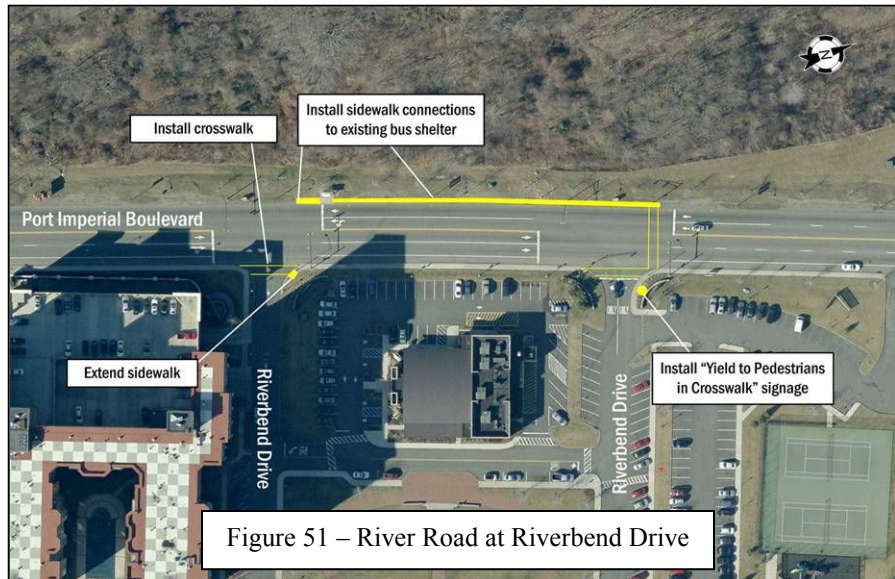 N
Install sidewalk connections
to existing bus shelter
Install crosswalk
Port Imperial Boulevard
Extend sidewalk
Install “Yield to Pedestrians
in Crosswalk” signage
Riverbend Drive
Riverbend Drive
Figure 51 – River Road at Riverbend Drive